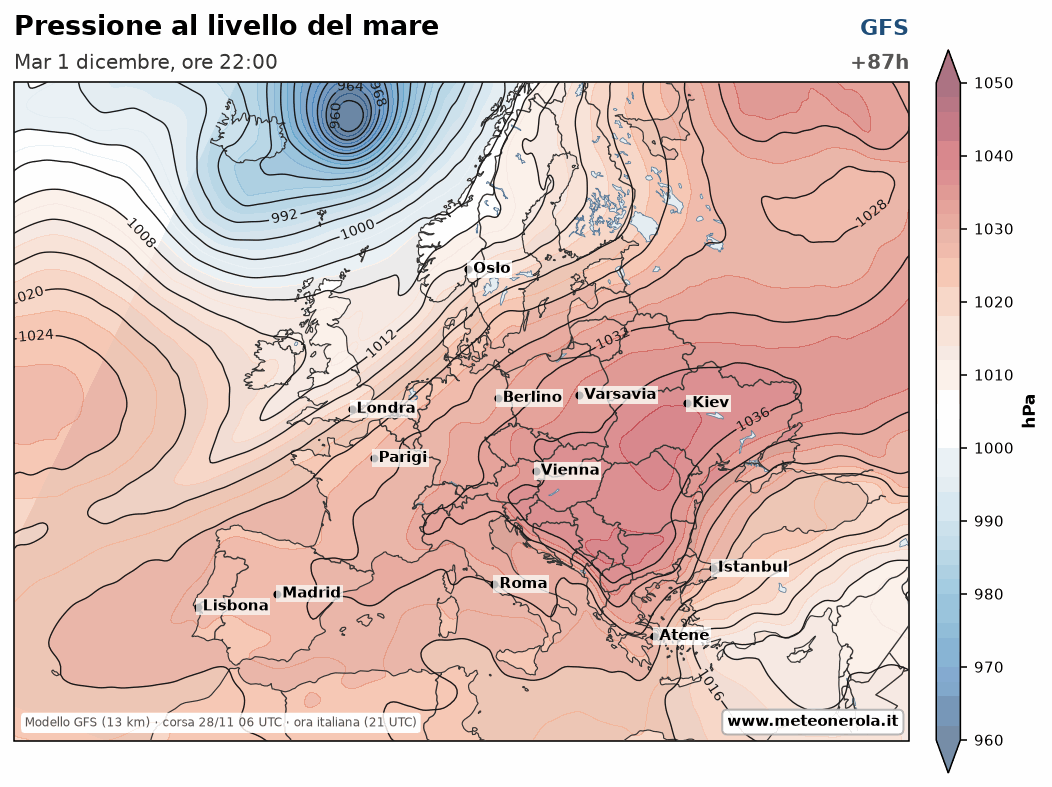 Pressione al livello del mare
GFS
Mar 1 dicembre, ore 22:00
+87h
964
968
960
1050
1040
1030
1020
1010
1000
990
980
970
960
hPa
992
1000
1008
1028
1020
1024
1012
1032
1036
1016
Oslo
Londra
Berlino
Varsavia
Kiev
Parigi
Vienna
Istanbul
Roma
Madrid
Lisbona
Atene
Modello GFS (13 km) · corsa 28/11 06 UTC · ora italiana (21 UTC)
www.meteonerola.it